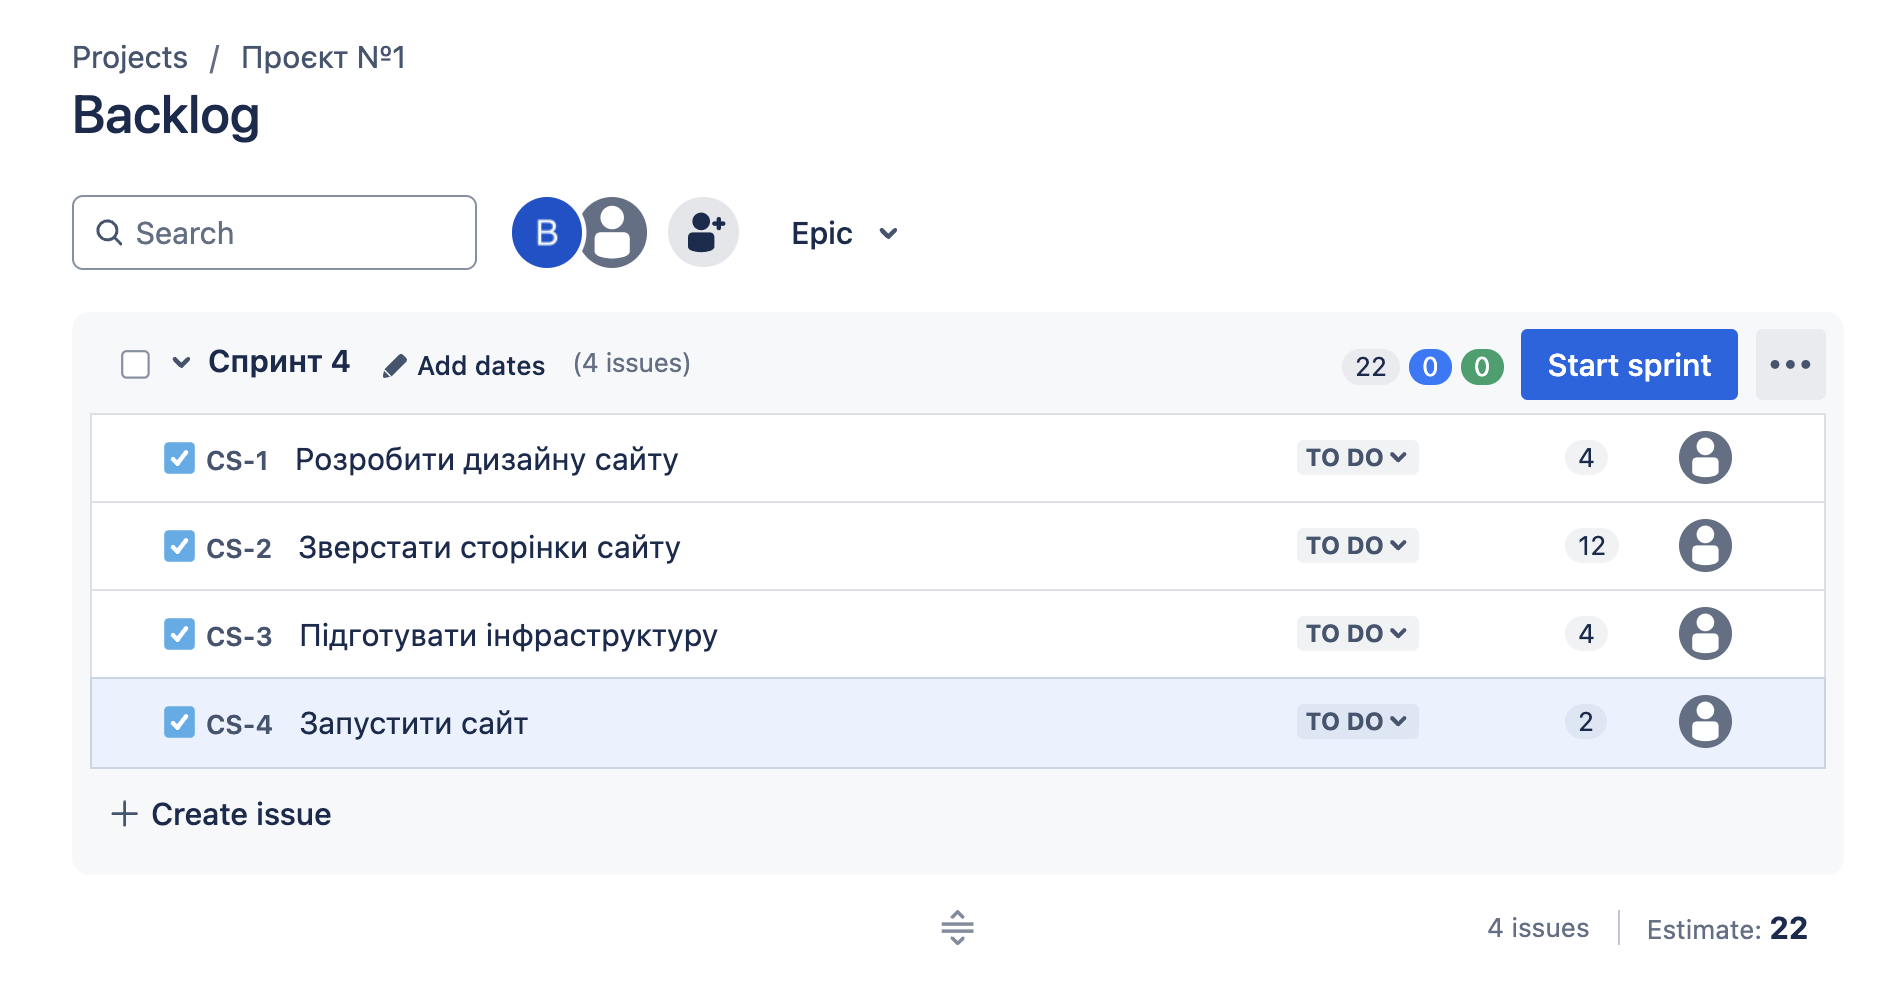 Projects / Проєкт №1
Backlog
Search B Epic
Спринт 4 Add dates (4 issues) 22 0 0 Start sprint
CS-1 Розробити дизайну сайту TO DO 4
CS-2 Зверстати сторінки сайту TO DO 12
CS-3 Підготувати інфраструктуру TO DO 4
CS-4 Запустити сайт TO DO 2
Create issue
4 issues Estimate: 22